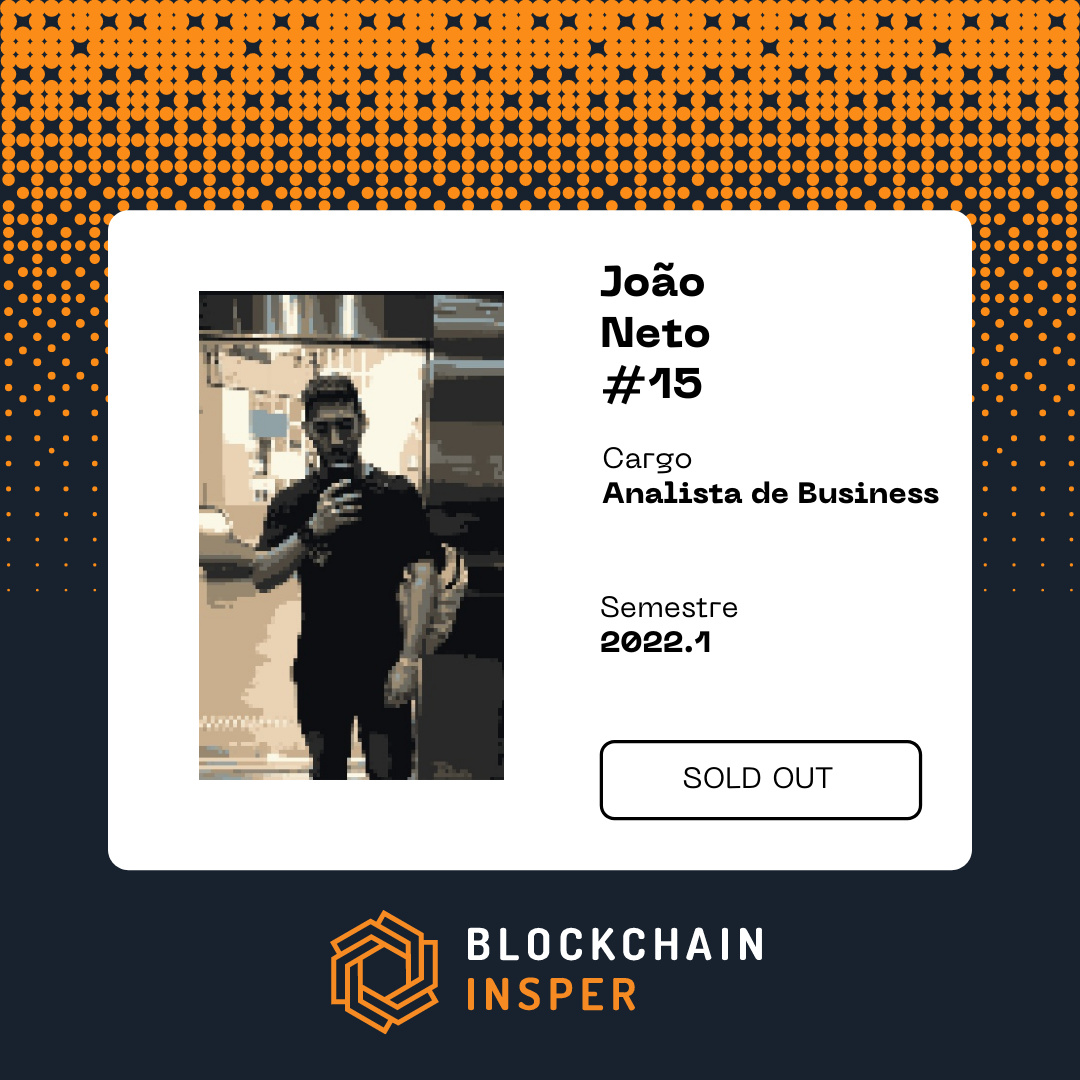 João
Neto
#15
Cargo
Analista de Business
Semestre
2022.1
SOLD OUT
BLOCKCHAIN
INSPER